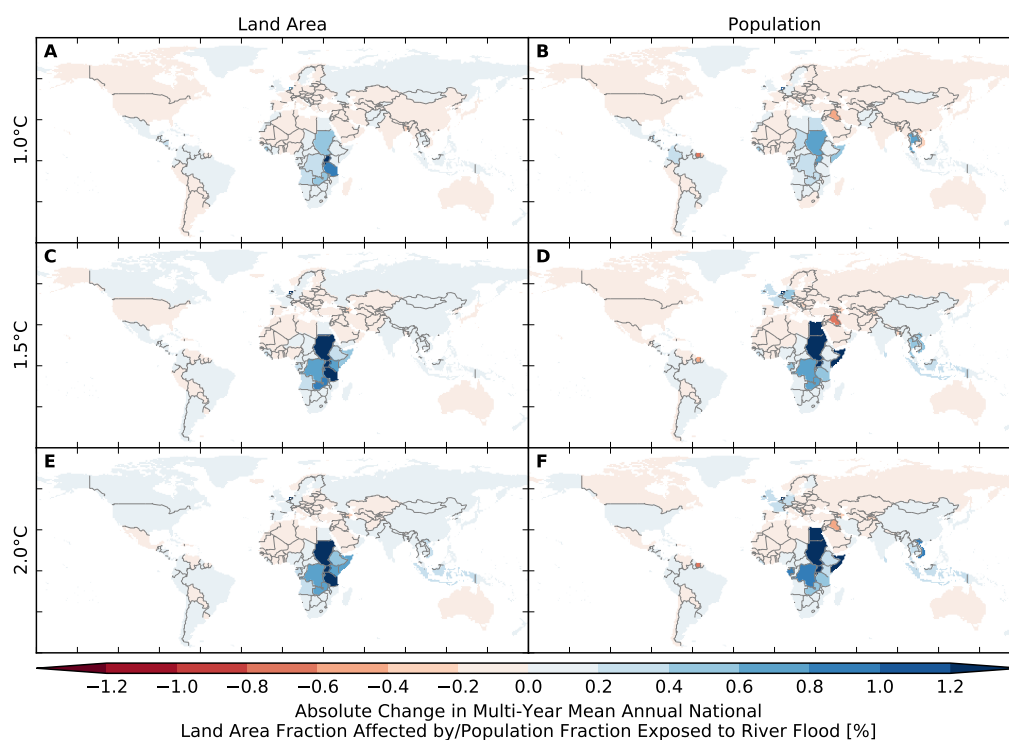 Land Area
Population
A
B
1.0°C
C
D
1.5°C
E
F
2.0°C
−1.2 −1.0 −0.8 −0.6 −0.4 −0.2 0.0 0.2 0.4 0.6 0.8 1.0 1.2
Absolute Change in Multi-Year Mean Annual National
Land Area Fraction Affected by/Population Fraction Exposed to River Flood [%]